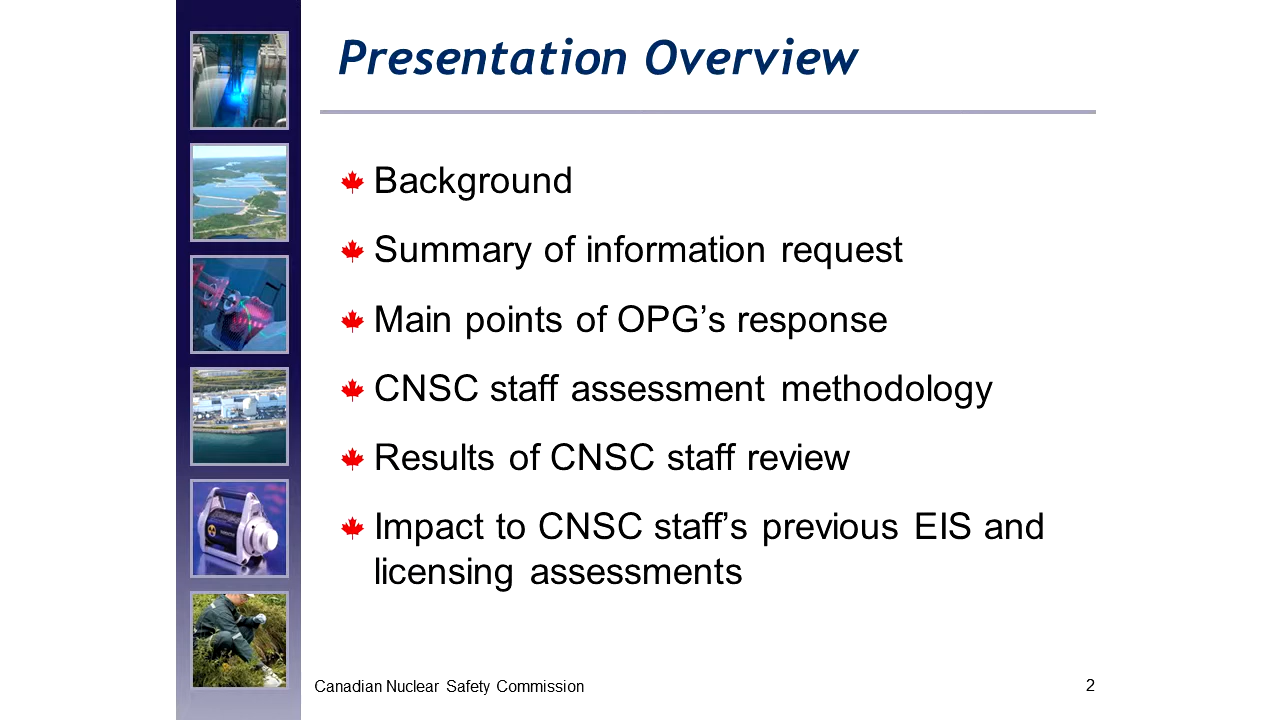 Presentation Overview
Background
Summary of information request
Main points of OPG’s response
CNSC staff assessment methodology
Results of CNSC staff review
Impact to CNSC staff’s previous EIS and
licensing assessments
Canadian Nuclear Safety Commission
2